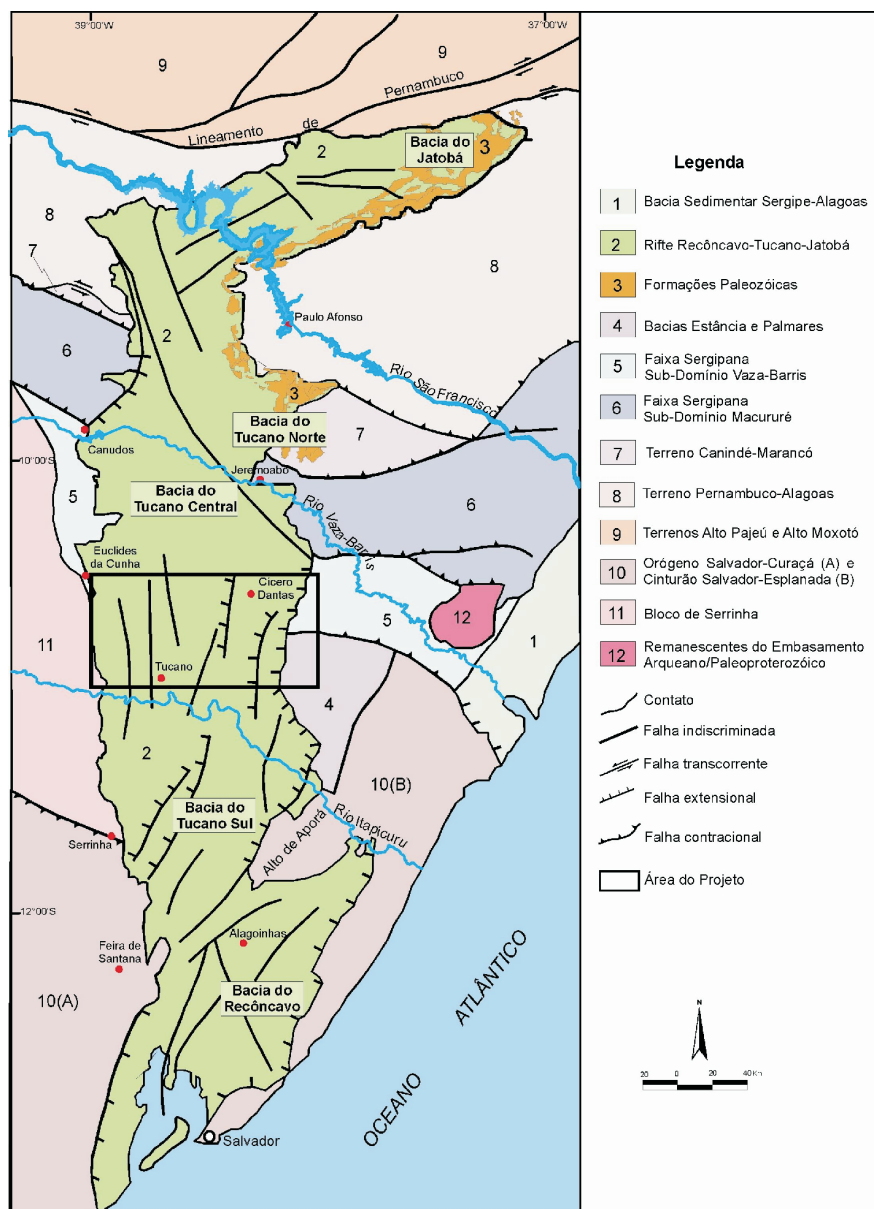 39°00'W
37°00'W
9
9
9
Pernambuco
Lineamento de
2
Bacia do
Jatobá
3
8
7
8
2
Paulo Afonso
6
Rio São Francisco
3
Bacia do
Tucano Norte
7
Canudos
10°00'S
Jeremoabo
6
5
Bacia do
Tucano Central
Rio Vaza-Barris
Euclides
da Cunha
Cícero
Dantas
5
12
1
11
Tucano
4
2
10(B)
Bacia do
Tucano Sul
Rio Itapicuru
Serrinha
Alto de Aporá
12°00'S
Alagoinhas
Feira de
Santana
10(A)
Bacia do
Recôncavo
OCEANO ATLÂNTICO
Salvador
Legenda
1 Bacia Sedimentar Sergipe-Alagoas
2 Rifte Recôncavo-Tucano-Jatobá
3 Formações Paleozóicas
4 Bacias Estância e Palmares
5 Faixa Sergipana
Sub-Domínio Vaza-Barris
6 Faixa Sergipana
Sub-Domínio Macururé
7 Terreno Canindé-Marancó
8 Terreno Pernambuco-Alagoas
9 Terrenos Alto Pajeú e Alto Moxotó
10 Orógeno Salvador-Curaçá (A) e
Cinturão Salvador-Esplanada (B)
11 Bloco de Serrinha
12 Remanescentes do Embasamento
Arqueano/Paleoproterozóico
Contato
Falha indiscriminada
Falha transcorrente
Falha extensional
Falha contracional
Área do Projeto
N
20 0 20 40 Km